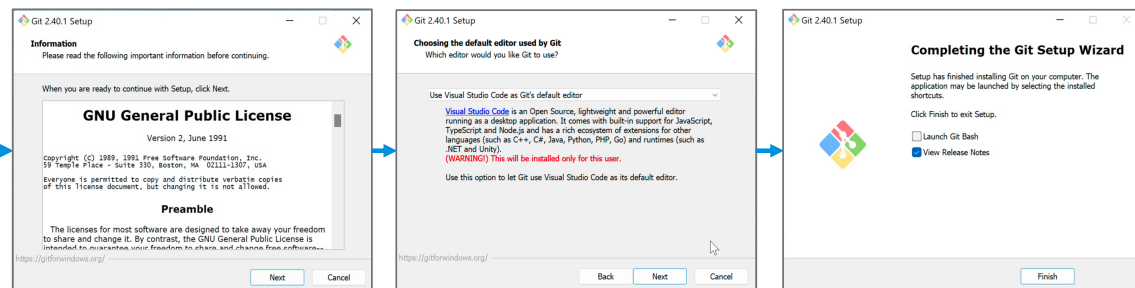 Git 2.40.1 Setup
Information
Please read the following important information before continuing.
When you are ready to continue with Setup, click Next.
GNU General Public License
Version 2, June 1991
Copyright (C) 1989, 1991 Free Software Foundation, Inc.
59 Temple Place - Suite 330, Boston, MA 02111-1307, USA
Everyone is permitted to copy and distribute verbatim copies
of this license document, but changing it is not allowed.
Preamble
The licenses for most software are designed to take away your freedom
to share and change it. By contrast, the GNU General Public License is
intended to guarantee your freedom to share and change free software--
https://gitforwindows.org/
Next
Cancel
Git 2.40.1 Setup
Choosing the default editor used by Git
Which editor would you like Git to use?
Use Visual Studio Code as Git's default editor
Visual Studio Code is an Open Source, lightweight and powerful editor
running as a desktop application. It comes with built-in support for JavaScript,
TypeScript and Node.js and has a rich ecosystem of extensions for other
languages (such as C++, C#, Java, Python, PHP, Go) and runtimes (such as
.NET and Unity).
(WARNING!) This will be installed only for this user.
Use this option to let Git use Visual Studio Code as its default editor.
https://gitforwindows.org/
Back
Next
Cancel
Git 2.40.1 Setup
Completing the Git Setup Wizard
Setup has finished installing Git on your computer. The
application may be launched by selecting the installed
shortcuts.
Click Finish to exit Setup.
Launch Git Bash
View Release Notes
Finish